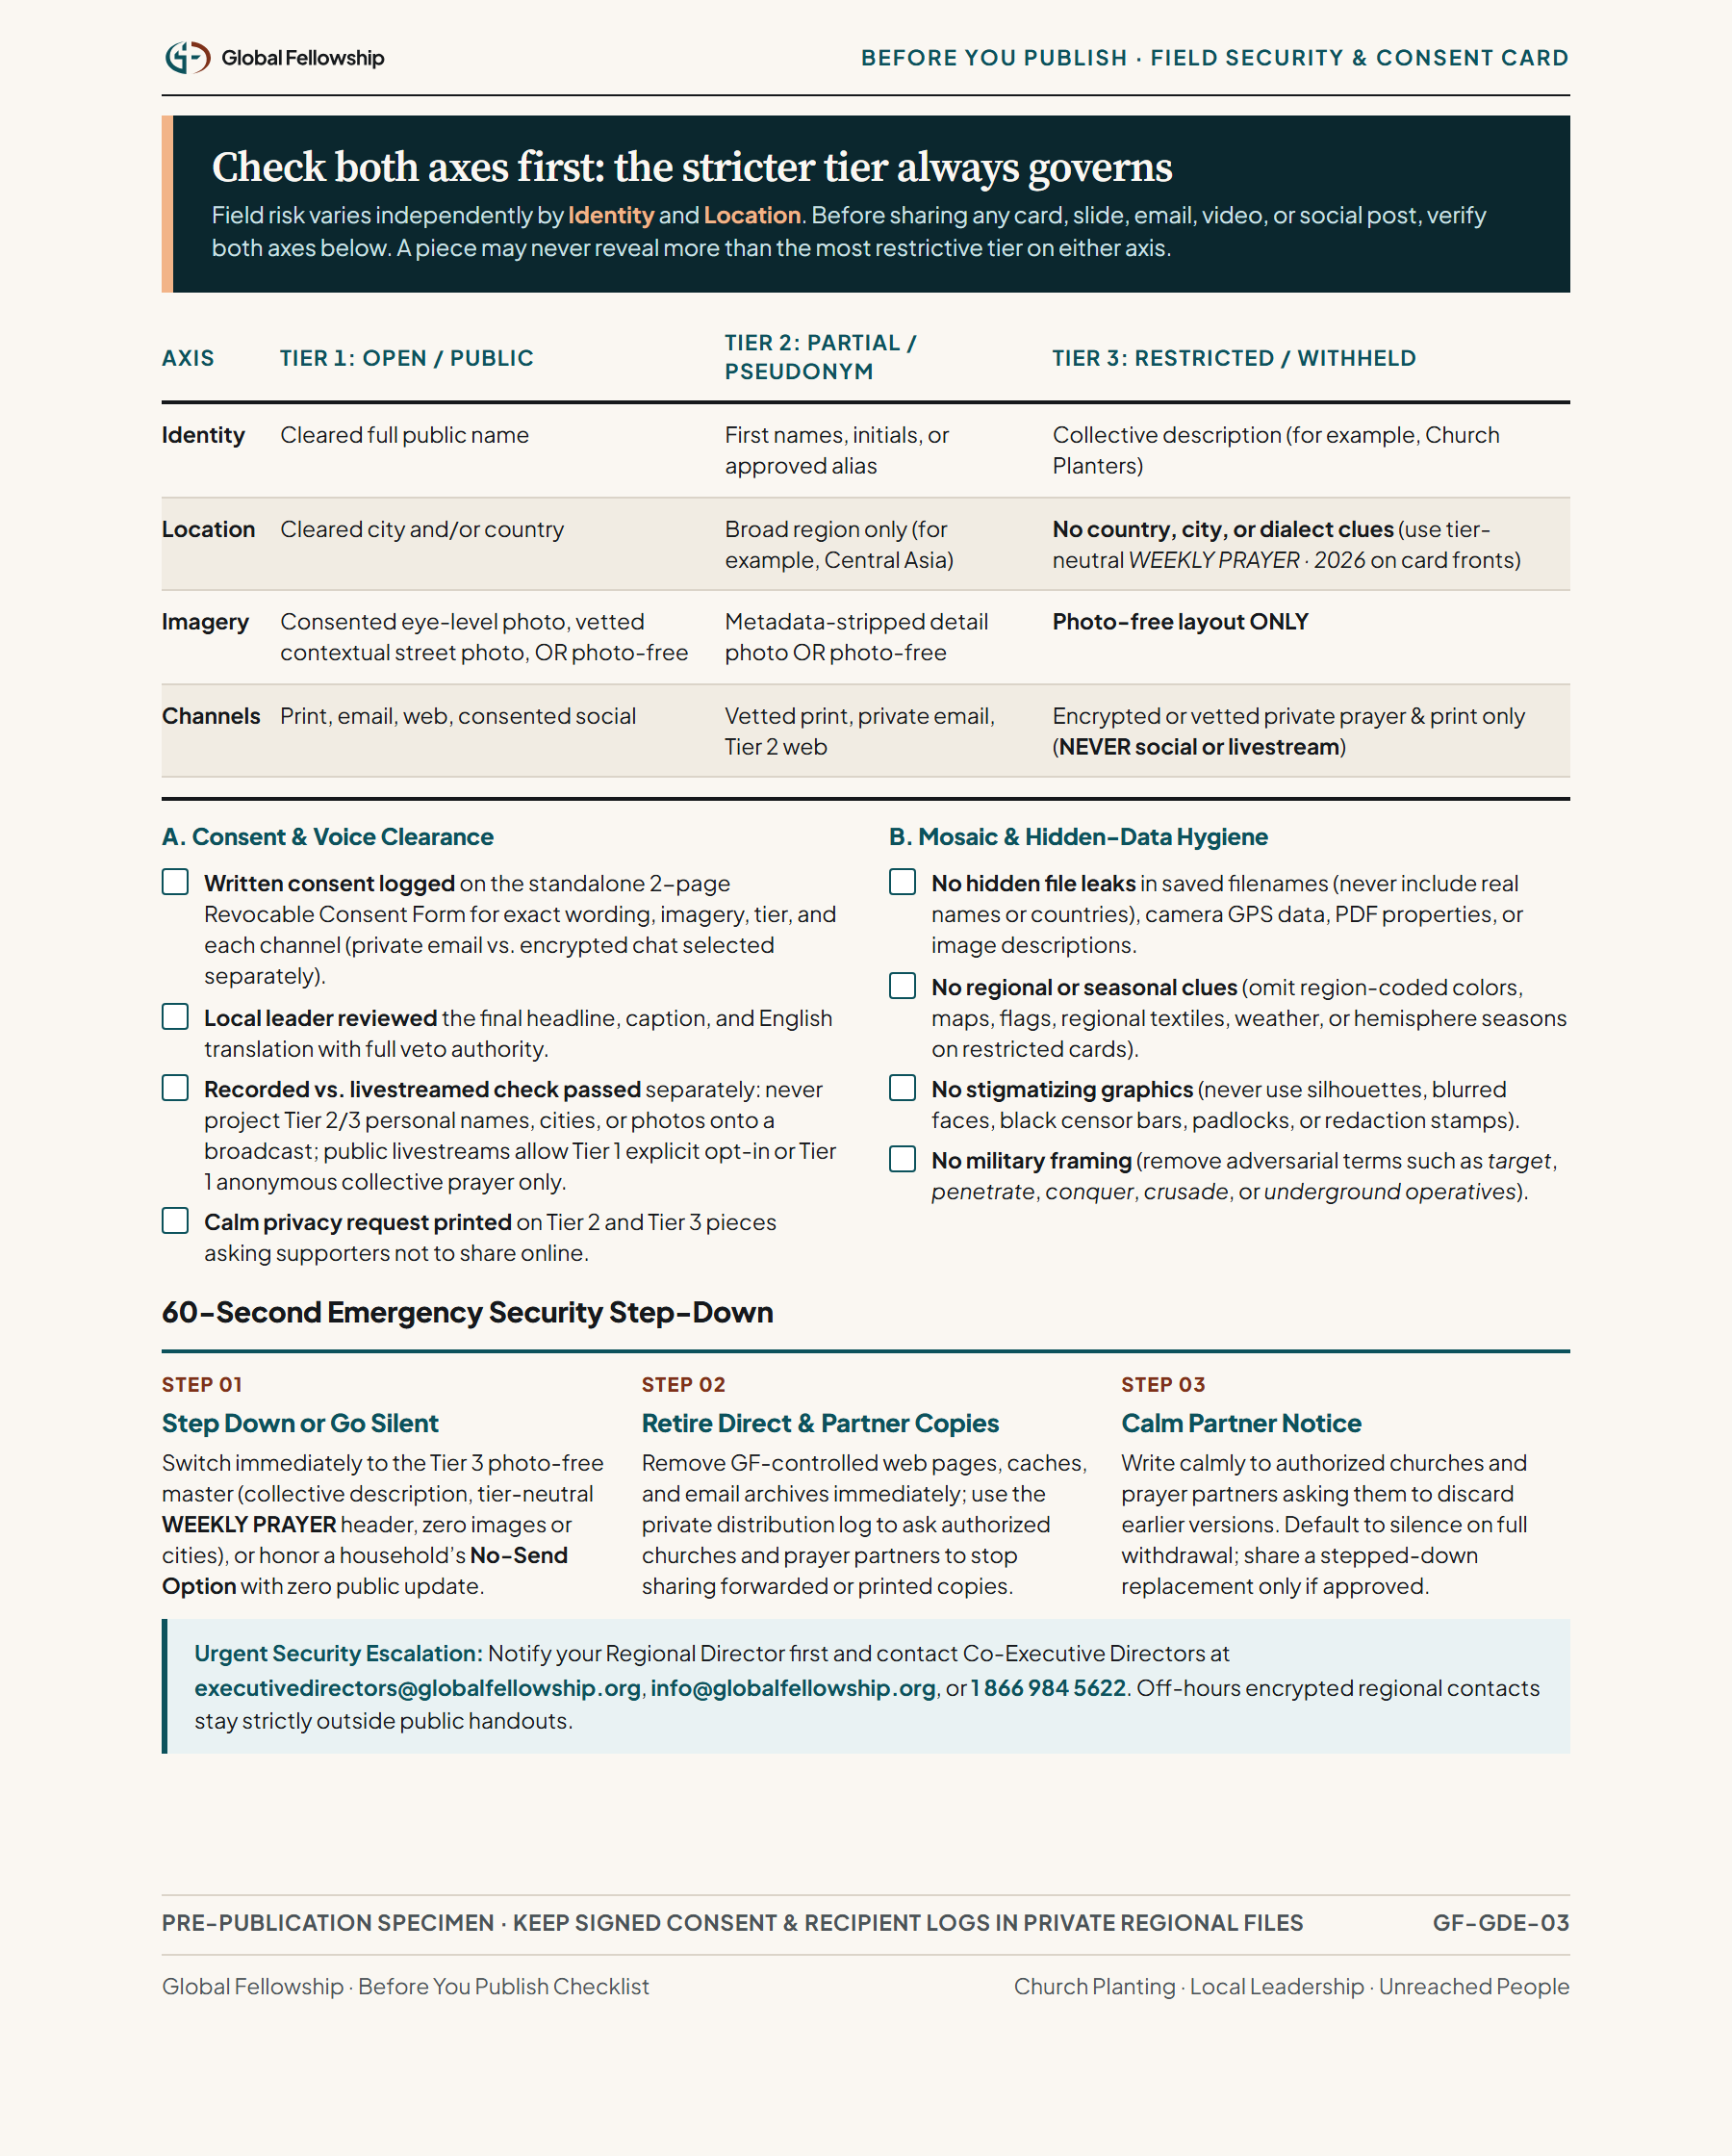 Global Fellowship
BEFORE YOU PUBLISH · FIELD SECURITY & CONSENT CARD
Check both axes first: the stricter tier always governs
Field risk varies independently by Identity and Location. Before sharing any card, slide, email, video, or social post, verify
both axes below. A piece may never reveal more than the most restrictive tier on either axis.
AXIS
TIER 1: OPEN / PUBLIC
TIER 2: PARTIAL /
PSEUDONYM
TIER 3: RESTRICTED / WITHHELD
Identity
Cleared full public name
First names, initials, or
approved alias
Collective description (for example, Church
Planters)
Location
Cleared city and/or country
Broad region only (for
example, Central Asia)
No country, city, or dialect clues (use tier-
neutral WEEKLY PRAYER · 2026 on card fronts)
Imagery
Consented eye-level photo, vetted
contextual street photo, OR photo-free
Metadata-stripped detail
photo OR photo-free
Photo-free layout ONLY
Channels
Print, email, web, consented social
Vetted print, private email,
Tier 2 web
Encrypted or vetted private prayer & print only
(NEVER social or livestream)
A. Consent & Voice Clearance
Written consent logged on the standalone 2-page
Revocable Consent Form for exact wording, imagery, tier, and
each channel (private email vs. encrypted chat selected
separately).
Local leader reviewed the final headline, caption, and English
translation with full veto authority.
Recorded vs. livestreamed check passed separately: never
project Tier 2/3 personal names, cities, or photos onto a
broadcast; public livestreams allow Tier 1 explicit opt-in or Tier
1 anonymous collective prayer only.
Calm privacy request printed on Tier 2 and Tier 3 pieces
asking supporters not to share online.
B. Mosaic & Hidden-Data Hygiene
No hidden file leaks in saved filenames (never include real
names or countries), camera GPS data, PDF properties, or
image descriptions.
No regional or seasonal clues (omit region-coded colors,
maps, flags, regional textiles, weather, or hemisphere seasons
on restricted cards).
No stigmatizing graphics (never use silhouettes, blurred
faces, black censor bars, padlocks, or redaction stamps).
No military framing (remove adversarial terms such as target,
penetrate, conquer, crusade, or underground operatives).
60-Second Emergency Security Step-Down
STEP 01
Step Down or Go Silent
Switch immediately to the Tier 3 photo-free
master (collective description, tier-neutral
WEEKLY PRAYER header, zero images or
cities), or honor a household's No-Send
Option with zero public update.
STEP 02
Retire Direct & Partner Copies
Remove GF-controlled web pages, caches,
and email archives immediately; use the
private distribution log to ask authorized
churches and prayer partners to stop
sharing forwarded or printed copies.
STEP 03
Calm Partner Notice
Write calmly to authorized churches and
prayer partners asking them to discard
earlier versions. Default to silence on full
withdrawal; share a stepped-down
replacement only if approved.
Urgent Security Escalation: Notify your Regional Director first and contact Co-Executive Directors at
executivedirectors@globalfellowship.org, info@globalfellowship.org, or 1 866 984 5622. Off-hours encrypted regional contacts
stay strictly outside public handouts.
PRE-PUBLICATION SPECIMEN · KEEP SIGNED CONSENT & RECIPIENT LOGS IN PRIVATE REGIONAL FILES
GF-GDE-03
Global Fellowship · Before You Publish Checklist
Church Planting · Local Leadership · Unreached People